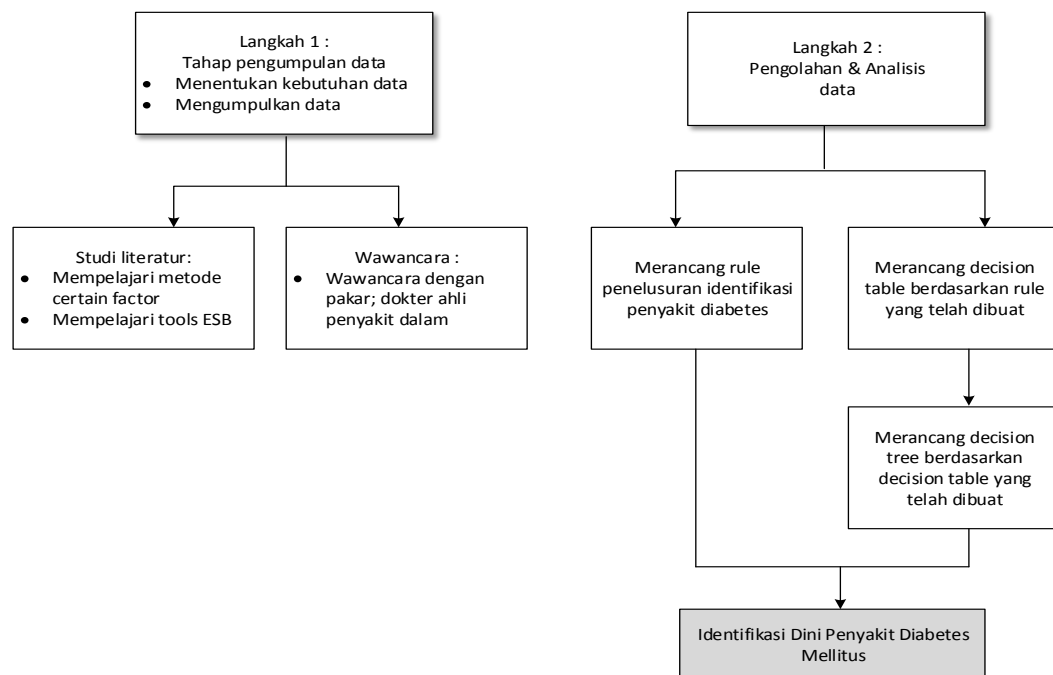 Langkah 1 :
Tahap pengumpulan data
• Menentukan kebutuhan data
• Mengumpulkan data
Langkah 2 :
Pengolahan & Analisis
data
Studi literatur:
• Mempelajari metode
certain factor
• Mempelajari tools ESB
Wawancara :
• Wawancara dengan
pakar; dokter ahli
penyakit dalam
Merancang rule
penelusuran identifikasi
penyakit diabetes
Merancang decision
table berdasarkan rule
yang telah dibuat
Merancang decision
tree berdasarkan
decision table yang
telah dibuat
Identifikasi Dini Penyakit Diabetes
Mellitus